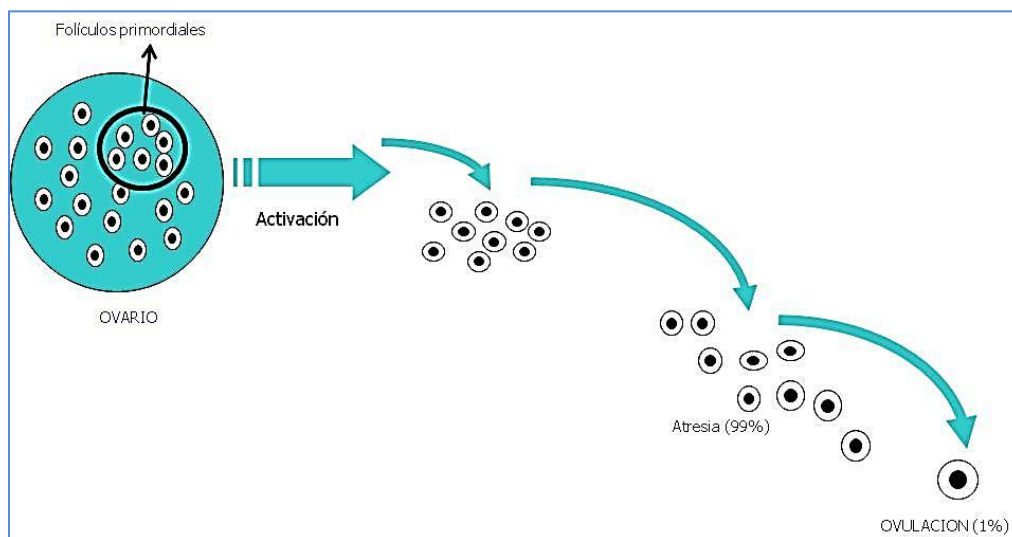 Folículos primordiales
Activación
OVARIO
Atresia (99%)
OVULACION (1%)